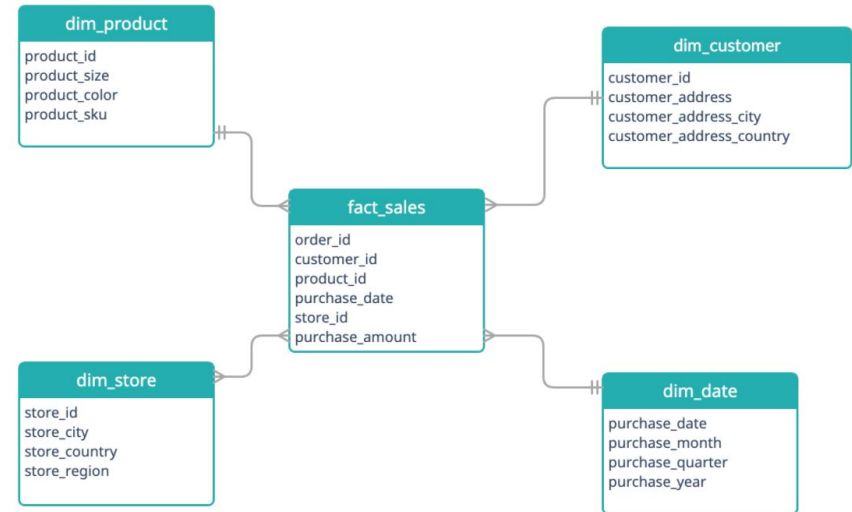 dim_product
product_id
product_size
product_color
product_sku
dim_customer
customer_id
customer_address
customer_address_city
customer_address_country
fact_sales
order_id
customer_id
product_id
purchase_date
store_id
purchase_amount
dim_store
store_id
store_city
store_country
store_region
dim_date
purchase_date
purchase_month
purchase_quarter
purchase_year